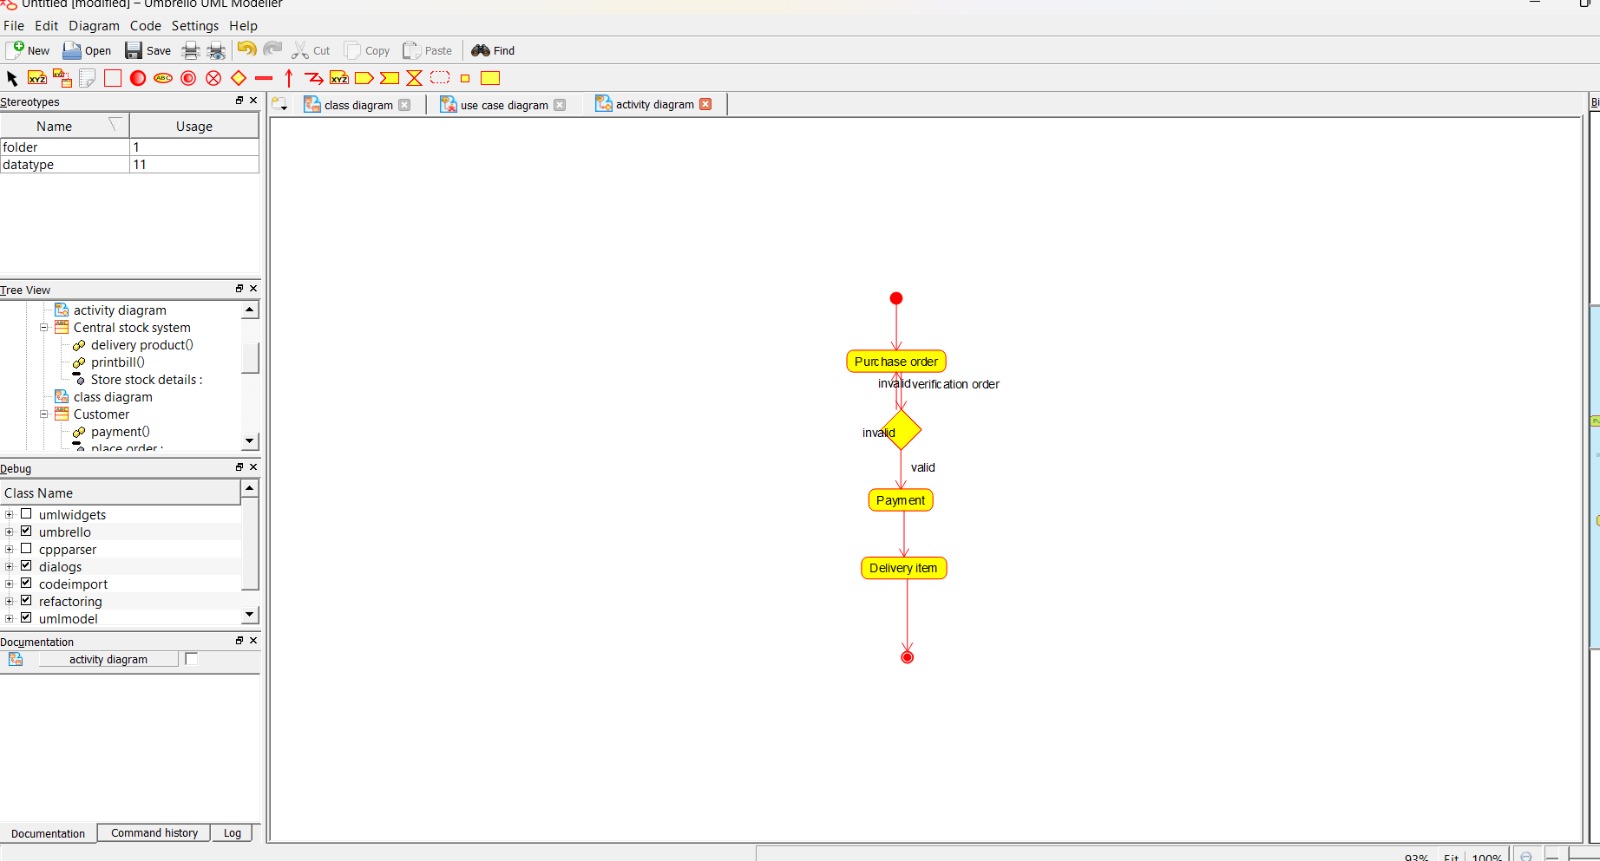 Untitled [modified] – Umbrello UML Modeller
File Edit Diagram Code Settings Help
New Open Save Cut Copy Paste Find
XYZ ABC XYZ
Stereotypes
class diagram use case diagram activity diagram
Name Usage
folder 1
datatype 11
Tree View
activity diagram
Central stock system
delivery product()
printbill()
Store stock details :
class diagram
Customer
payment()
place order :
Debug
Class Name
umlwidgets
umbrello
cppparser
dialogs
codeimport
refactoring
umlmodel
Documentation
activity diagram
Documentation Command history Log
Purchase order
invalid verification order
invalid
valid
Payment
Delivery item
93% Fit 100%